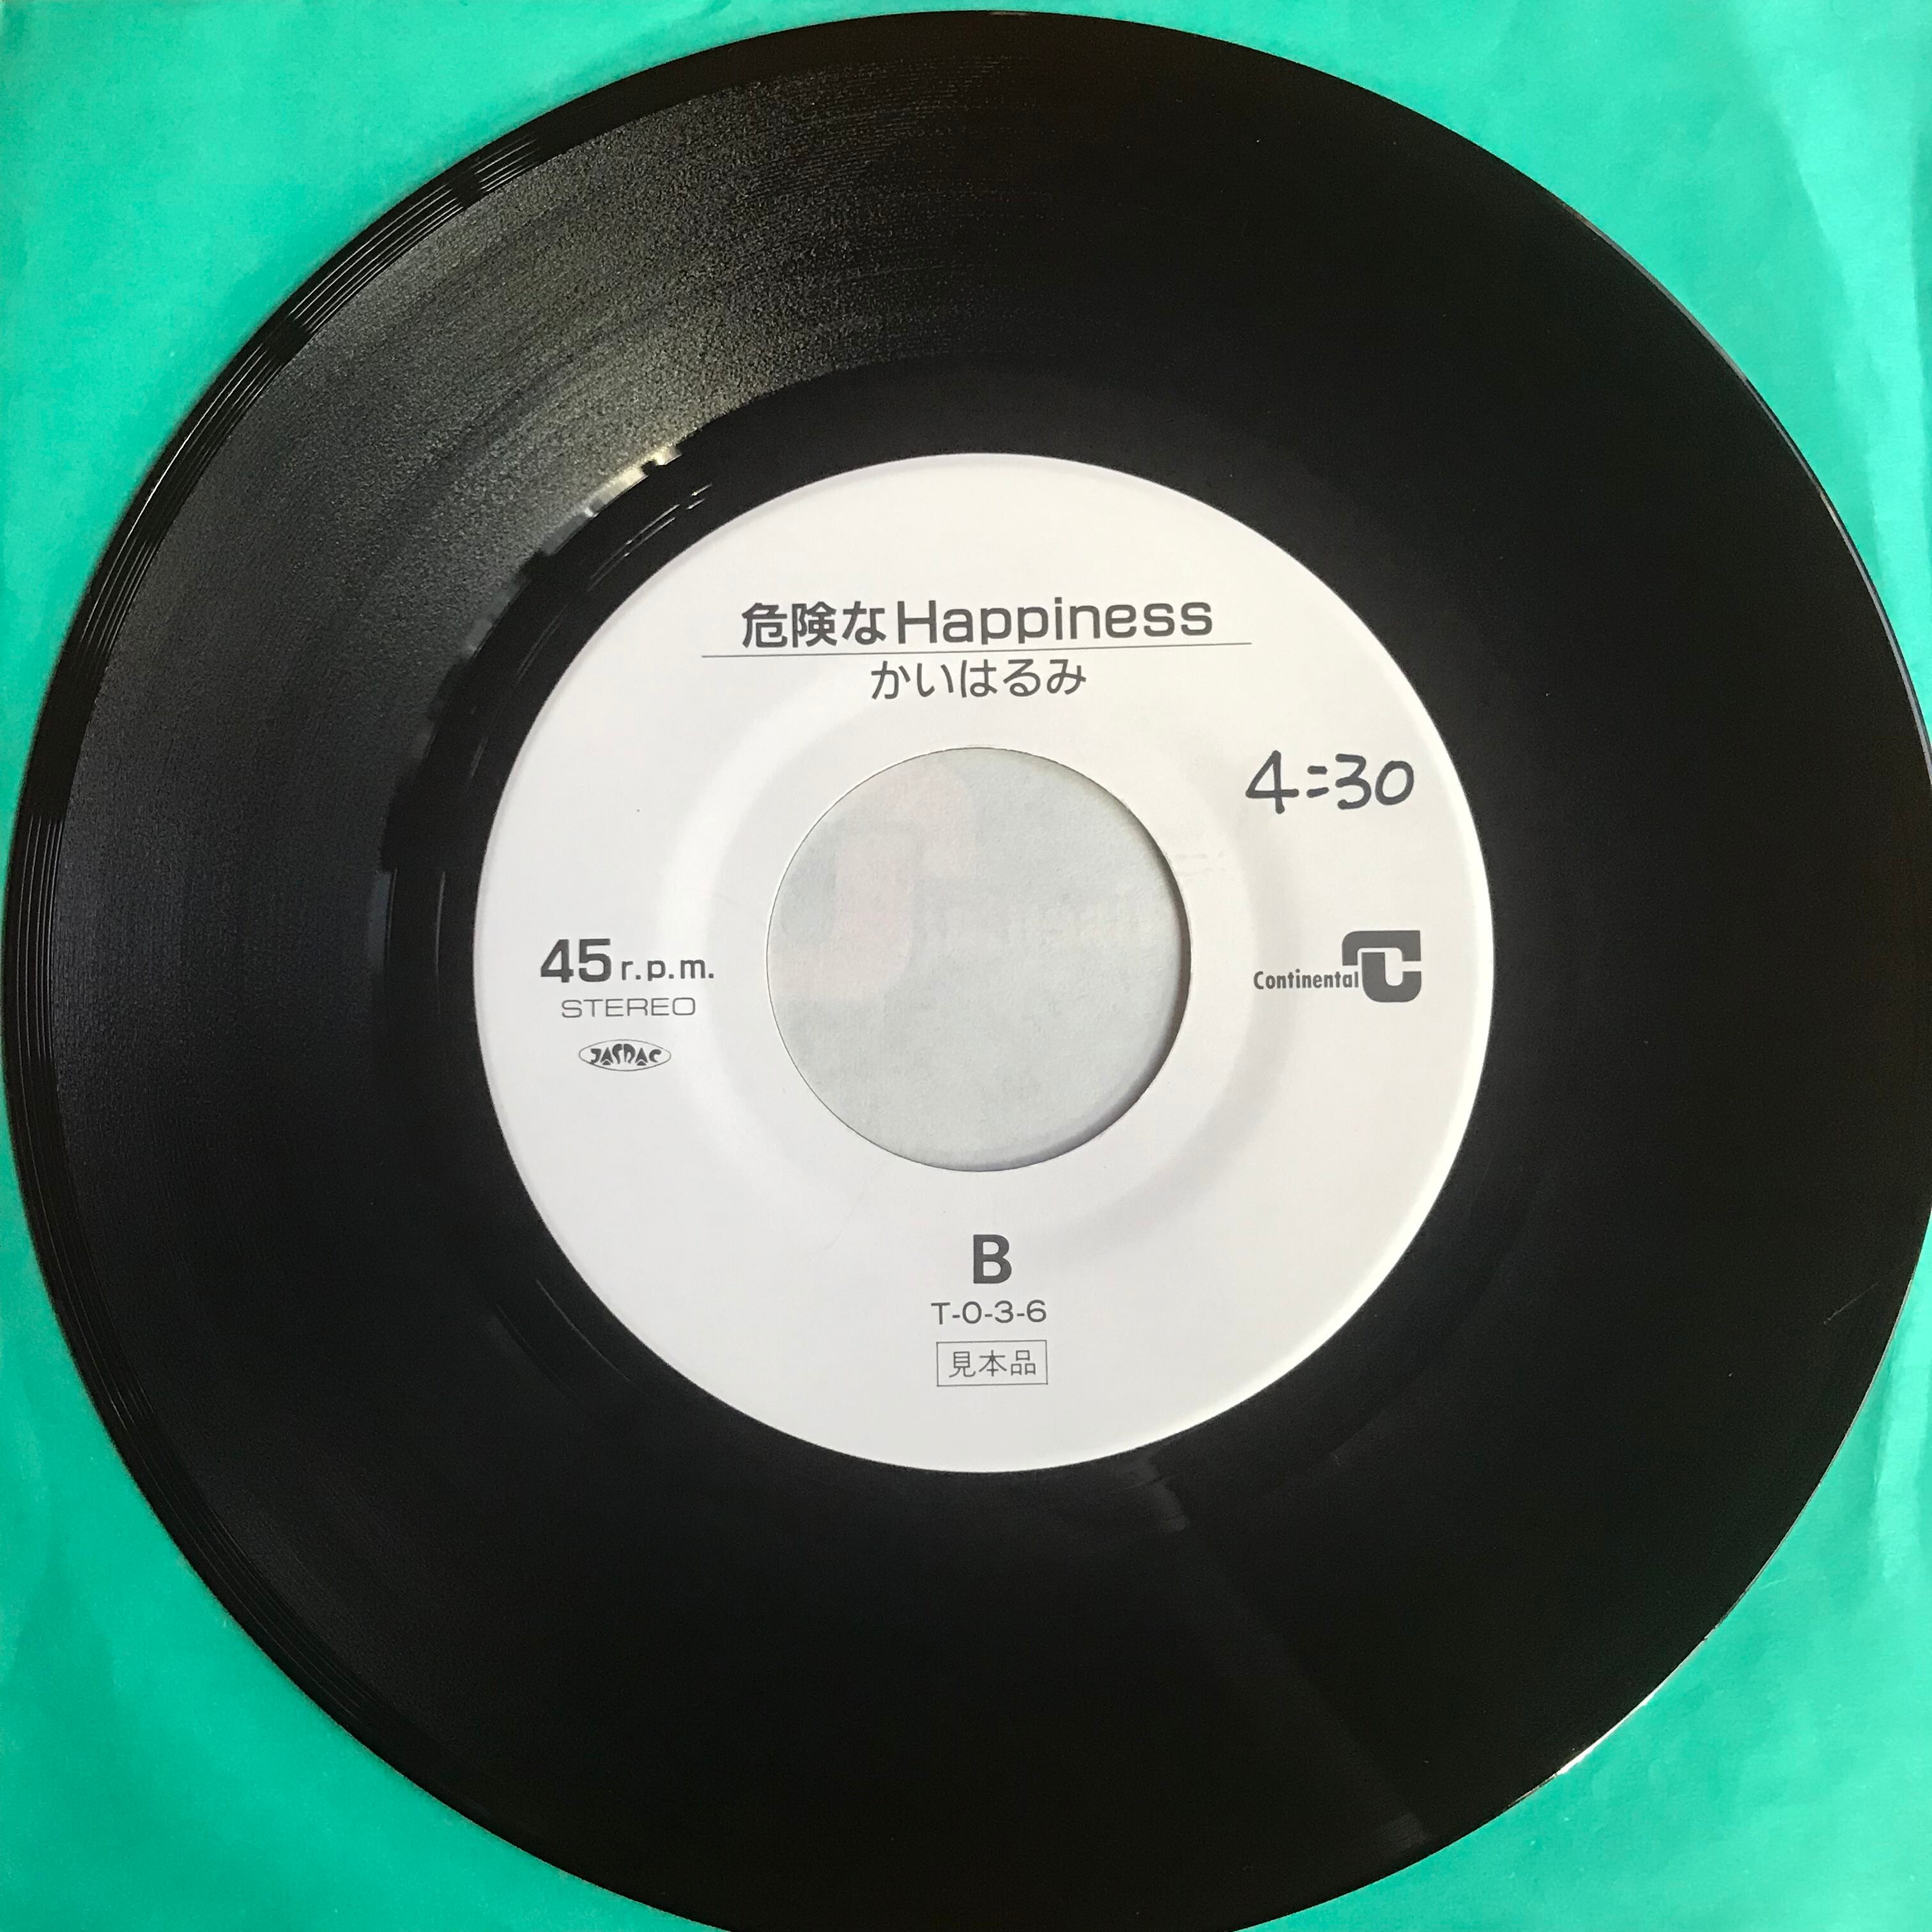 危険なHappiness
かいはるみ
4:30
45 r.p.m.
STEREO
JASRAC
Continental
B
T-0-3-6
見本品